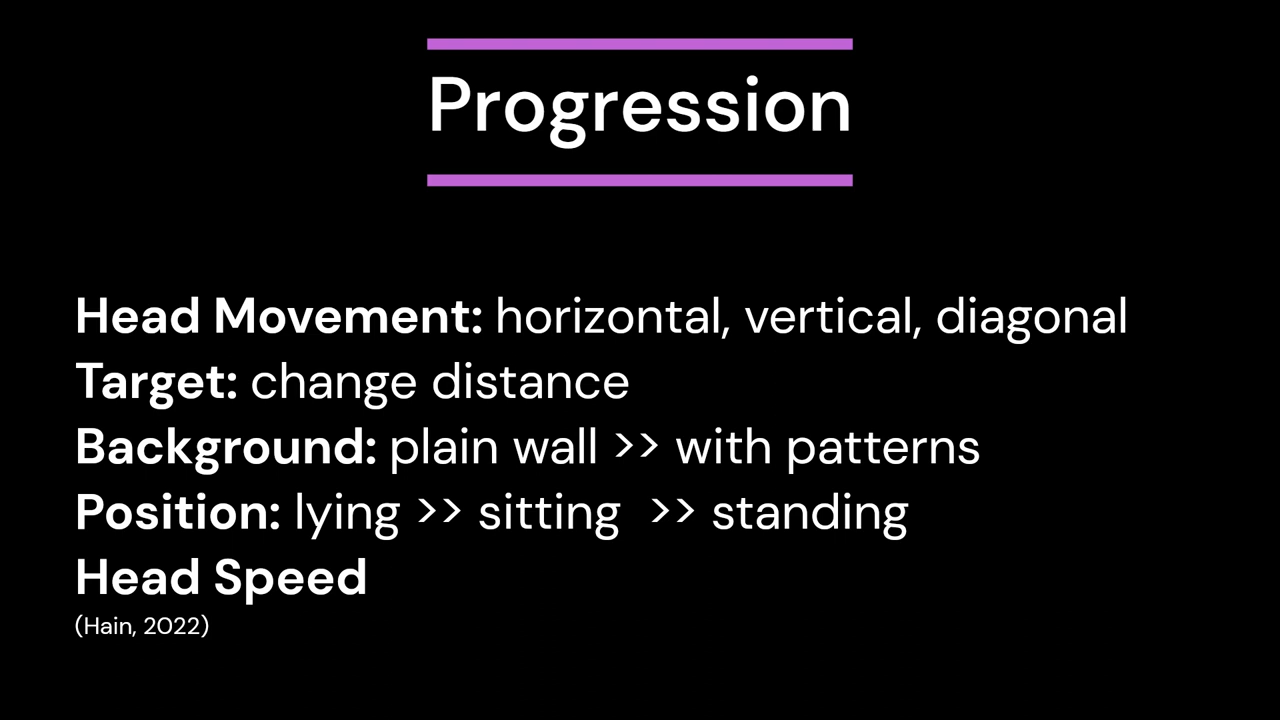 Progression
Head Movement: horizontal, vertical, diagonal
Target: change distance
Background: plain wall >> with patterns
Position: lying >> sitting  >> standing
Head Speed
(Hain, 2022)